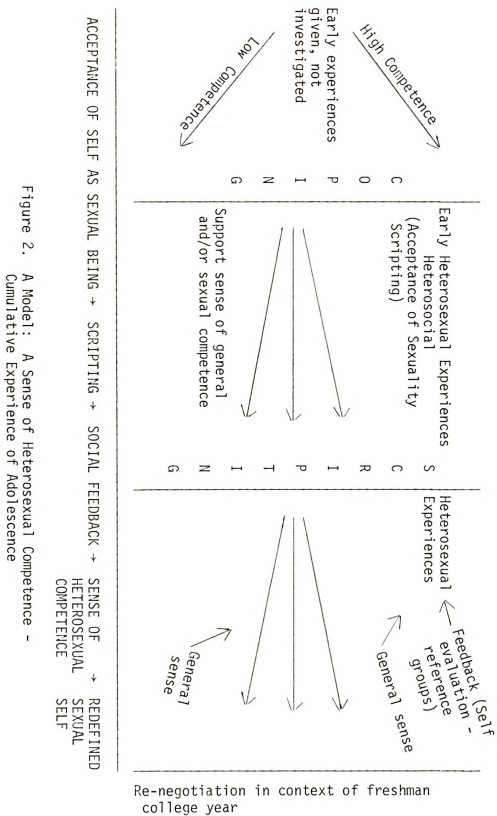 High Competence
Early experiences
given, not
investigated
Low Competence
C
O
P
I
N
G
Early Heterosexual Experiences
Heterosocial
(Acceptance of Sexuality
Scripting)
Support sense of general
and/or sexual competence
S
C
R
I
P
T
I
N
G
Heterosexual
Experiences
Feedback (Self
evaluation -
reference
groups)
General sense
General
sense
Re-negotiation in context of freshman
college year
ACCEPTANCE OF SELF AS SEXUAL BEING → SCRIPTING → SOCIAL FEEDBACK → SENSE OF → REDEFINED
HETEROSEXUAL SEXUAL
COMPETENCE SELF
Figure 2. A Model: A Sense of Heterosexual Competence -
Cumulative Experience of Adolescence